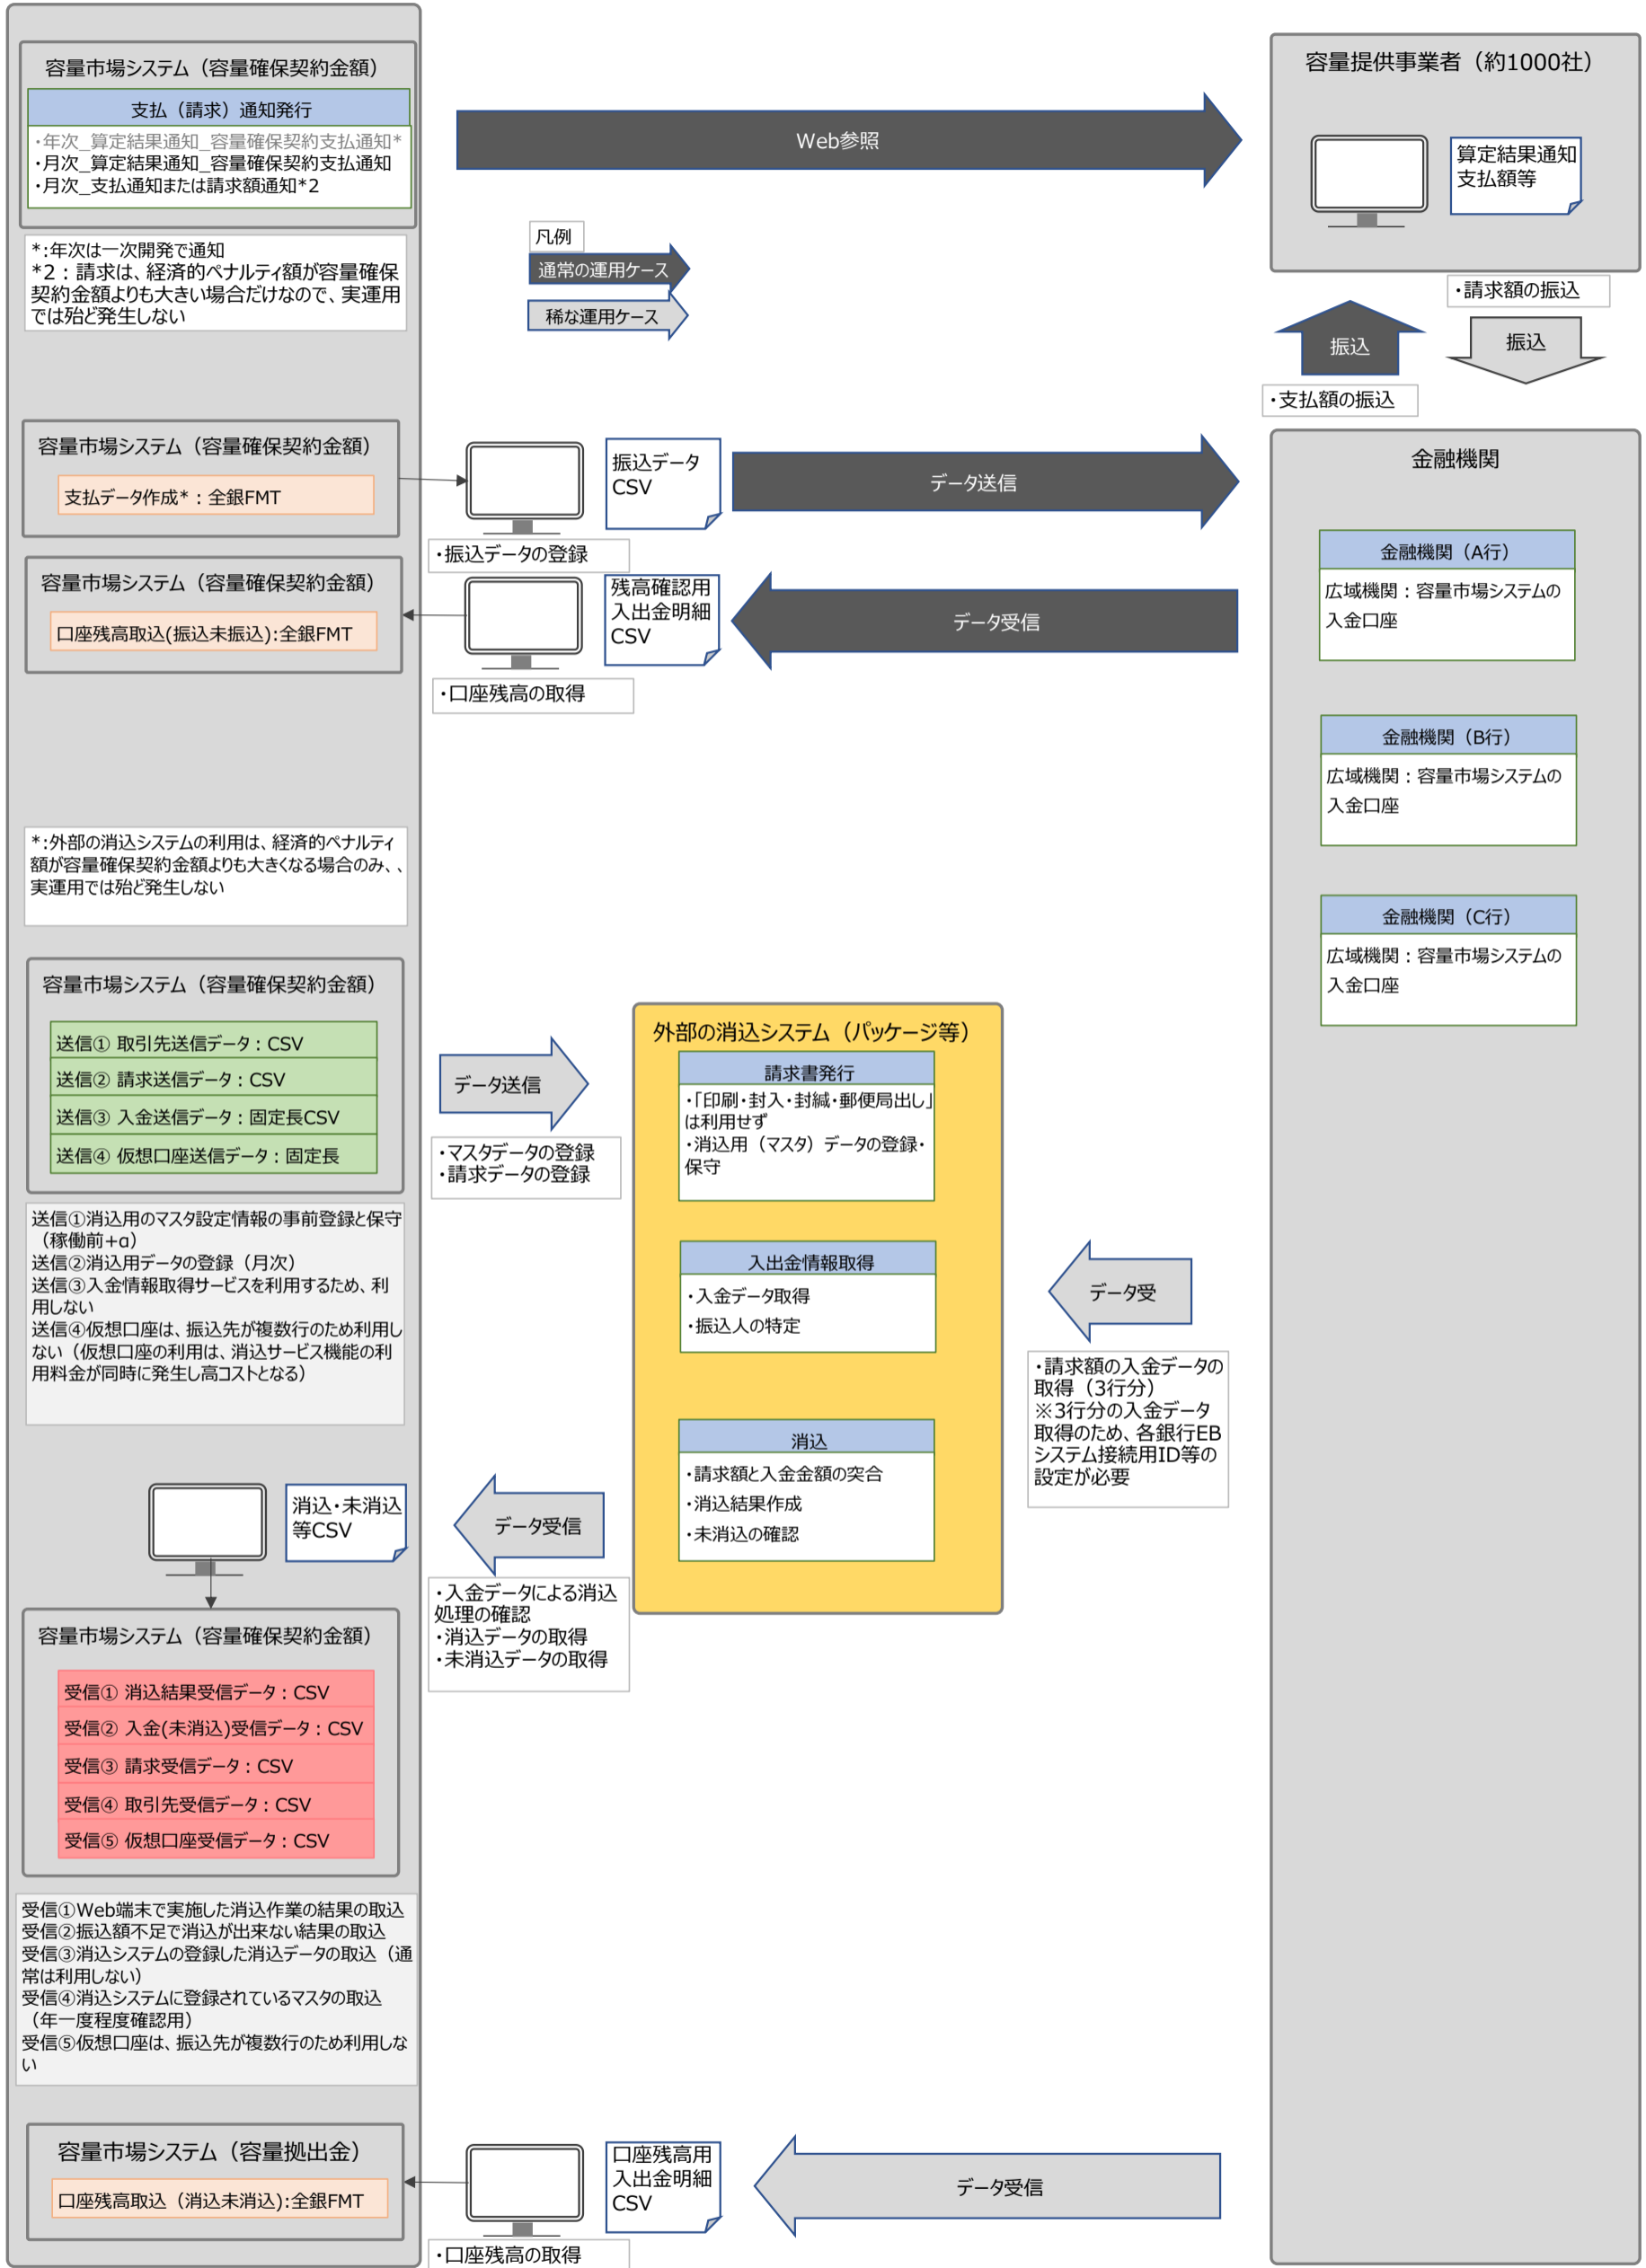 容量市場システム（容量確保契約金額）
支払（請求）通知発行
・年次_算定結果通知_容量確保契約支払通知*
・月次_算定結果通知_容量確保契約支払通知
・月次_支払通知または請求額通知*2
*:年次は一次開発で通知
*2：請求は、経済的ペナルティ額が容量確保
契約金額よりも大きい場合だけなので、実運用
では殆ど発生しない
Web参照
凡例
通常の運用ケース
稀な運用ケース
容量提供事業者（約1000社）
算定結果通知
支払額等
・請求額の振込
振込
振込
・支払額の振込
容量市場システム（容量確保契約金額）
支払データ作成*：全銀FMT
振込データ
CSV
・振込データの登録
データ送信
容量市場システム（容量確保契約金額）
口座残高取込(振込未振込):全銀FMT
残高確認用
入出金明細
CSV
・口座残高の取得
データ受信
金融機関
金融機関（A行）
広域機関：容量市場システムの
入金口座
金融機関（B行）
広域機関：容量市場システムの
入金口座
金融機関（C行）
広域機関：容量市場システムの
入金口座
*:外部の消込システムの利用は、経済的ペナルティ
額が容量確保契約金額よりも大きくなる場合のみ、、
実運用では殆ど発生しない
容量市場システム（容量確保契約金額）
送信① 取引先送信データ：CSV
送信② 請求送信データ：CSV
送信③ 入金送信データ：固定長CSV
送信④ 仮想口座送信データ：固定長
送信①消込用のマスタ設定情報の事前登録と保守
（稼働前+α）
送信②消込用データの登録（月次）
送信③入金情報取得サービスを利用するため、利
用しない
送信④仮想口座は、振込先が複数行のため利用し
ない（仮想口座の利用は、消込サービス機能の利
用料金が同時に発生し高コストとなる）
データ送信
・マスタデータの登録
・請求データの登録
外部の消込システム（パッケージ等）
請求書発行
・「印刷・封入・封緘・郵便局出し」
は利用せず
・消込用（マスタ）データの登録・
保守
入出金情報取得
・入金データ取得
・振込人の特定
消込
・請求額と入金金額の突合
・消込結果作成
・未消込の確認
データ受
・請求額の入金データの
取得（3行分）
※3行分の入金データ
取得のため、各銀行EB
システム接続用ID等の
設定が必要
消込・未消込
等CSV
データ受信
・入金データによる消込
処理の確認
・消込データの取得
・未消込データの取得
容量市場システム（容量確保契約金額）
受信① 消込結果受信データ：CSV
受信② 入金(未消込)受信データ：CSV
受信③ 請求受信データ：CSV
受信④ 取引先受信データ：CSV
受信⑤ 仮想口座受信データ：CSV
受信①Web端末で実施した消込作業の結果の取込
受信②振込額不足で消込が出来ない結果の取込
受信③消込システムの登録した消込データの取込（通
常は利用しない）
受信④消込システムに登録されているマスタの取込
（年一度程度確認用）
受信⑤仮想口座は、振込先が複数行のため利用しな
い
容量市場システム（容量拠出金）
口座残高取込（消込未消込):全銀FMT
口座残高用
入出金明細
CSV
・口座残高の取得
データ受信